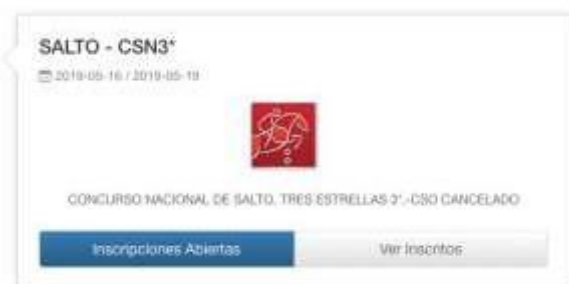 SALTO - CSN3*
2019-05-16 / 2019-05-19
CONCURSO NACIONAL DE SALTO. TRES ESTRELLAS 3*.-CSO CANCELADO
Inscripciones Abiertas
Ver Inscritos